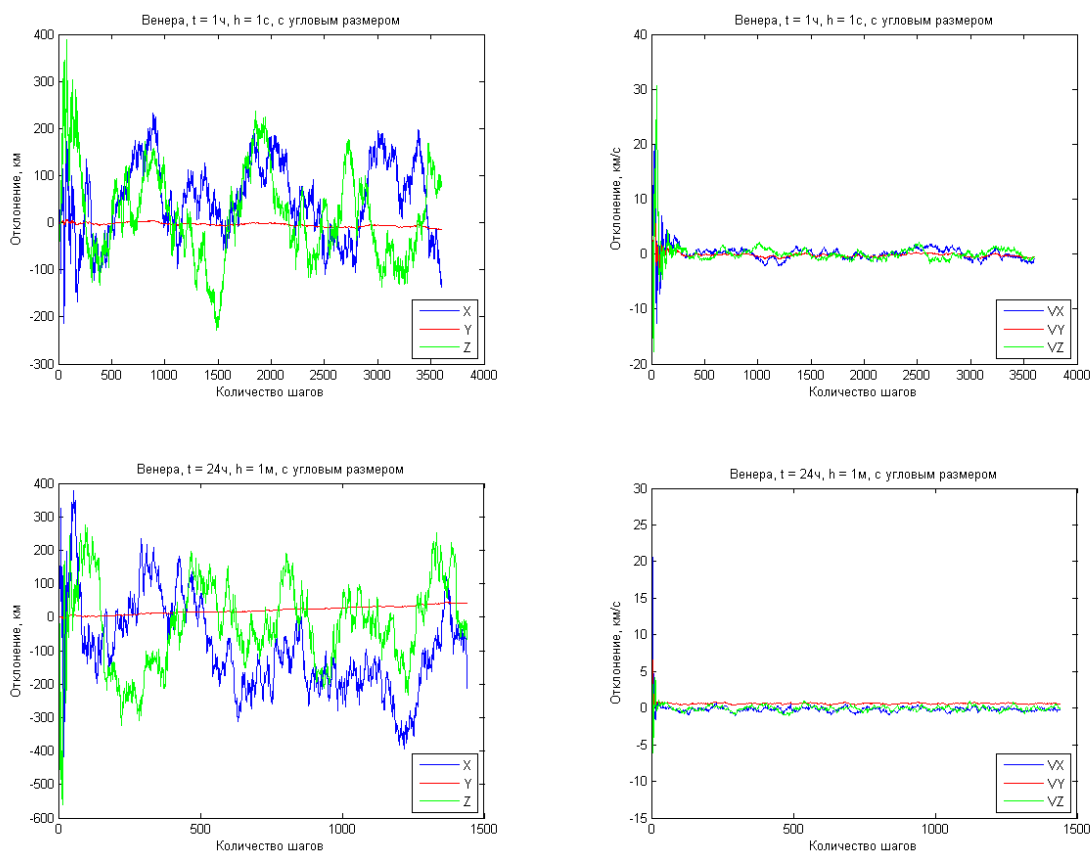 Венера, t = 1ч, h = 1с, с угловым размером
400
300
200
100
0
-100
-200
-300
0
500
1000
1500
2000
2500
3000
3500
4000
Отклонение, км
Количество шагов
X
Y
Z
Венера, t = 1ч, h = 1с, с угловым размером
40
30
20
10
0
-10
-20
0
500
1000
1500
2000
2500
3000
3500
4000
Отклонение, км/с
Количество шагов
VX
VY
VZ
Венера, t = 24ч, h = 1м, с угловым размером
400
300
200
100
0
-100
-200
-300
-400
-500
-600
0
500
1000
1500
Отклонение, км
Количество шагов
X
Y
Z
Венера, t = 24ч, h = 1м, с угловым размером
30
25
20
15
10
5
0
-5
-10
-15
0
500
1000
1500
Отклонение, км/с
Количество шагов
VX
VY
VZ